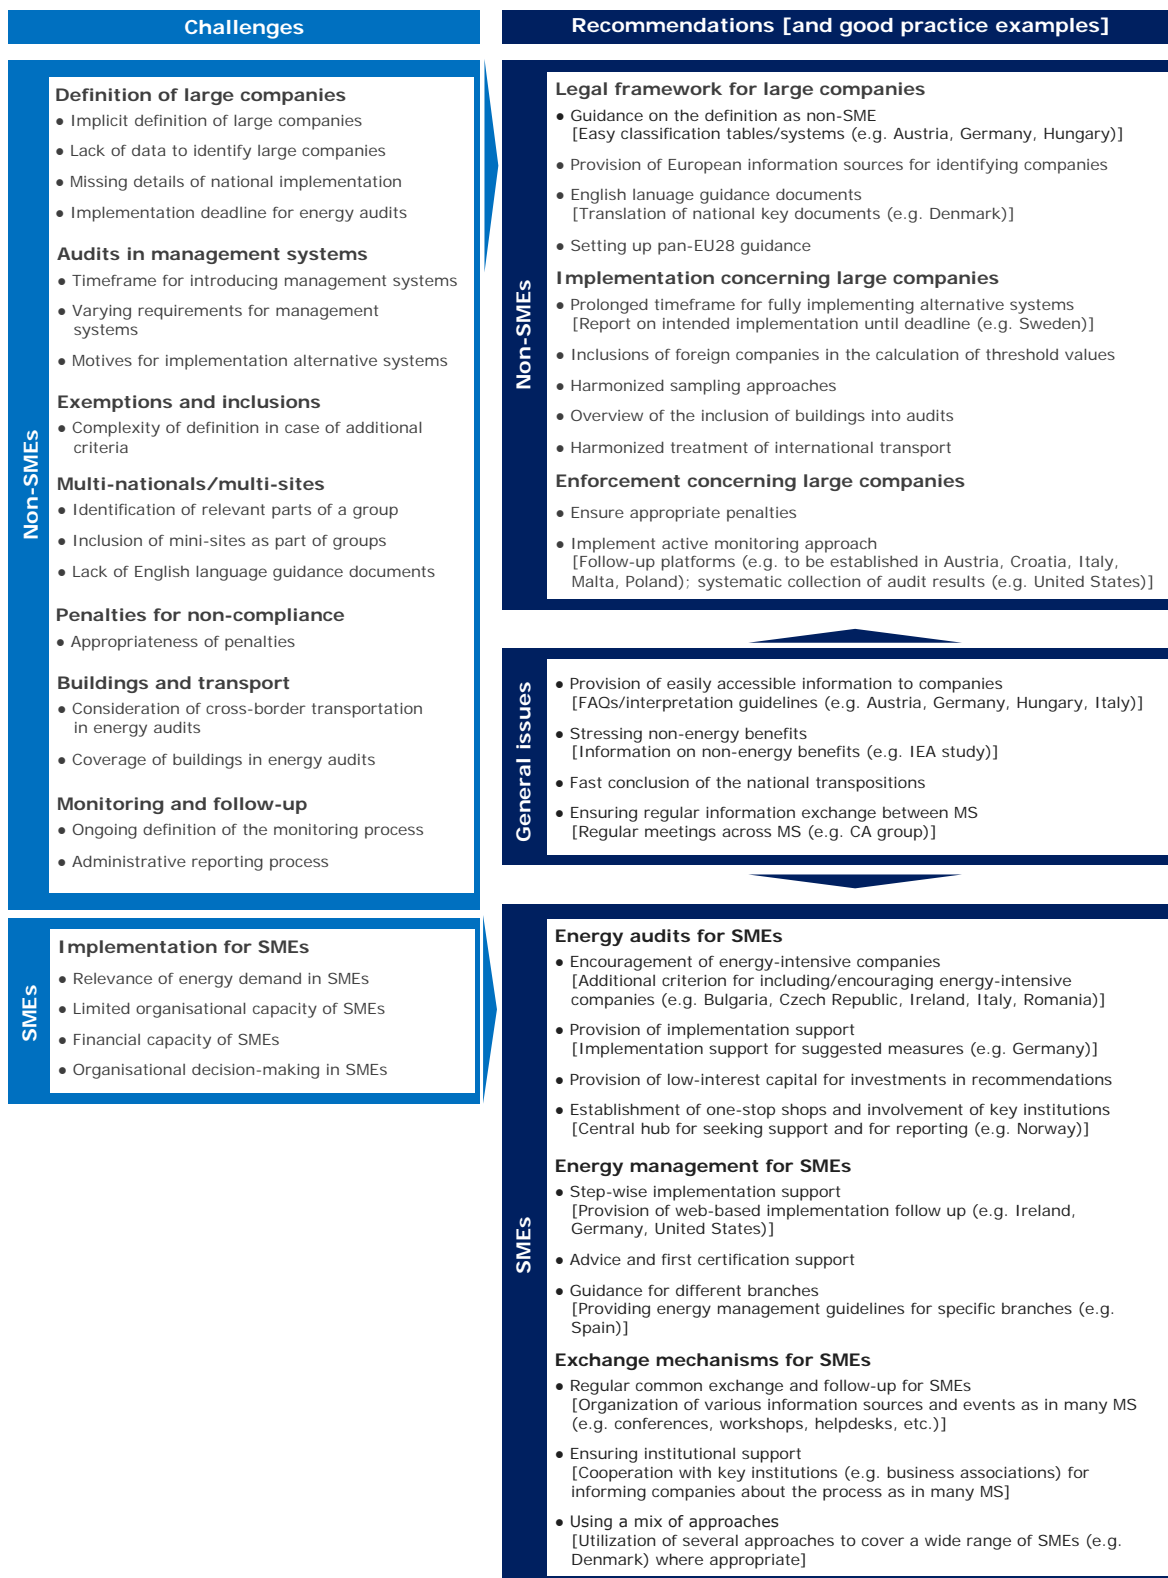 Challenges
Non-SMEs
Definition of large companies
● Implicit definition of large companies
● Lack of data to identify large companies
● Missing details of national implementation
● Implementation deadline for energy audits
Audits in management systems
● Timeframe for introducing management systems
● Varying requirements for management
systems
● Motives for implementation alternative systems
Exemptions and inclusions
● Complexity of definition in case of additional
criteria
Multi-nationals/multi-sites
● Identification of relevant parts of a group
● Inclusion of mini-sites as part of groups
● Lack of English language guidance documents
Penalties for non-compliance
● Appropriateness of penalties
Buildings and transport
● Consideration of cross-border transportation
in energy audits
● Coverage of buildings in energy audits
Monitoring and follow-up
● Ongoing definition of the monitoring process
● Administrative reporting process
SMEs
Implementation for SMEs
● Relevance of energy demand in SMEs
● Limited organisational capacity of SMEs
● Financial capacity of SMEs
● Organisational decision-making in SMEs
Recommendations [and good practice examples]
Non-SMEs
Legal framework for large companies
● Guidance on the definition as non-SME
[Easy classification tables/systems (e.g. Austria, Germany, Hungary)]
● Provision of European information sources for identifying companies
● English lanuage guidance documents
[Translation of national key documents (e.g. Denmark)]
● Setting up pan-EU28 guidance
Implementation concerning large companies
● Prolonged timeframe for fully implementing alternative systems
[Report on intended implementation until deadline (e.g. Sweden)]
● Inclusions of foreign companies in the calculation of threshold values
● Harmonized sampling approaches
● Overview of the inclusion of buildings into audits
● Harmonized treatment of international transport
Enforcement concerning large companies
● Ensure appropriate penalties
● Implement active monitoring approach
[Follow-up platforms (e.g. to be established in Austria, Croatia, Italy,
Malta, Poland); systematic collection of audit results (e.g. United States)]
General issues
● Provision of easily accessible information to companies
[FAQs/interpretation guidelines (e.g. Austria, Germany, Hungary, Italy)]
● Stressing non-energy benefits
[Information on non-energy benefits (e.g. IEA study)]
● Fast conclusion of the national transpositions
● Ensuring regular information exchange between MS
[Regular meetings across MS (e.g. CA group)]
SMEs
Energy audits for SMEs
● Encouragement of energy-intensive companies
[Additional criterion for including/encouraging energy-intensive
companies (e.g. Bulgaria, Czech Republic, Ireland, Italy, Romania)]
● Provision of implementation support
[Implementation support for suggested measures (e.g. Germany)]
● Provision of low-interest capital for investments in recommendations
● Establishment of one-stop shops and involvement of key institutions
[Central hub for seeking support and for reporting (e.g. Norway)]
Energy management for SMEs
● Step-wise implementation support
[Provision of web-based implementation follow up (e.g. Ireland,
Germany, United States)]
● Advice and first certification support
● Guidance for different branches
[Providing energy management guidelines for specific branches (e.g.
Spain)]
Exchange mechanisms for SMEs
● Regular common exchange and follow-up for SMEs
[Organization of various information sources and events as in many MS
(e.g. conferences, workshops, helpdesks, etc.)]
● Ensuring institutional support
[Cooperation with key institutions (e.g. business associations) for
informing companies about the process as in many MS]
● Using a mix of approaches
[Utilization of several approaches to cover a wide range of SMEs (e.g.
Denmark) where appropriate]